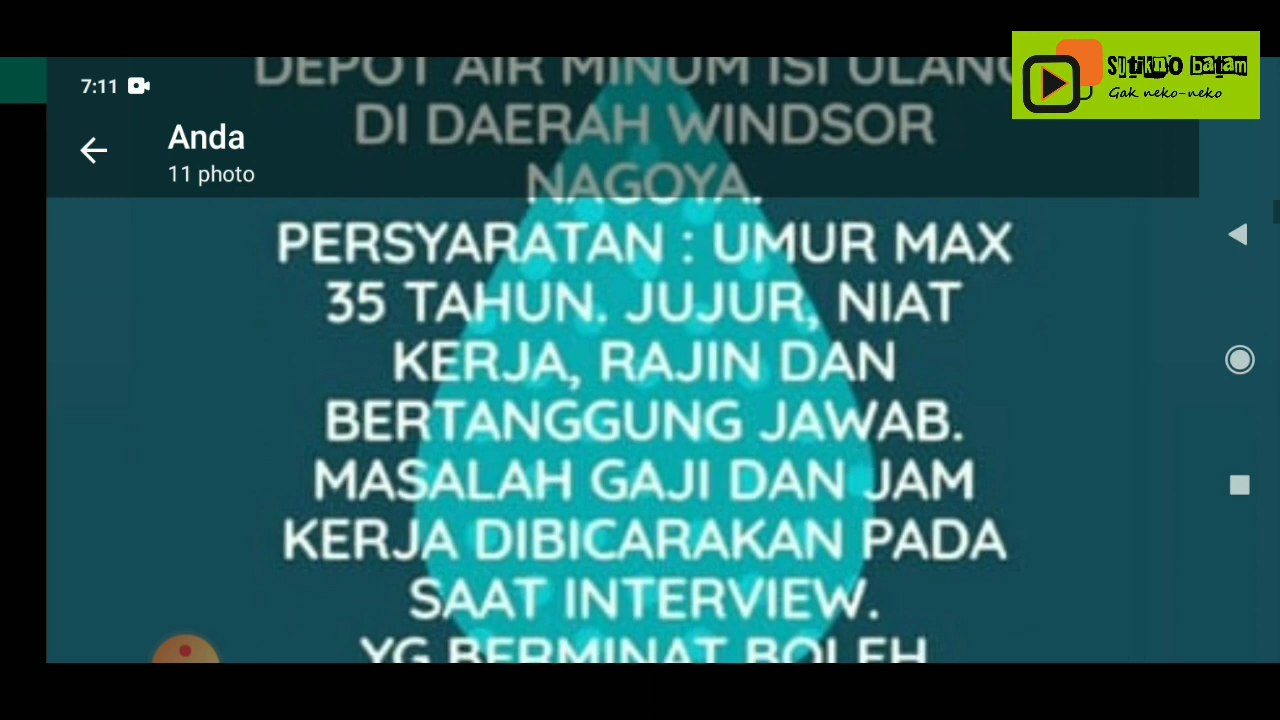 DEPOT AIR MINUM ISI ULANG
DI DAERAH WINDSOR
NAGOYA.
PERSYARATAN : UMUR MAX
35 TAHUN. JUJUR, NIAT
KERJA, RAJIN DAN
BERTANGGUNG JAWAB.
MASALAH GAJI DAN JAM
KERJA DIBICARAKAN PADA
SAAT INTERVIEW.
YG BERMINAT BOLEH
7:11
Anda
11 photo
Sutikno batam
Gak neko-neko